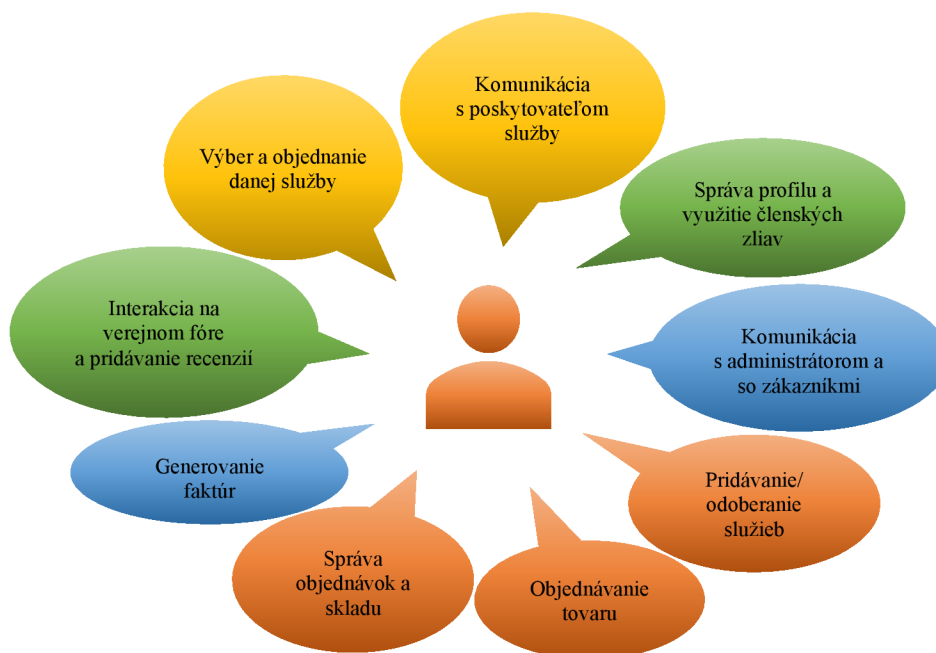 Komunikácia
s poskytovateľom
služby
Výber a objednanie
danej služby
Správa profilu a
využitie členských
zliav
Interakcia na
verejnom fóre
a pridávanie recenzií
Komunikácia
s administrátorom a
so zákazníkmi
Generovanie
faktúr
Pridávanie/
odoberanie
služieb
Správa
objednávok a
skladu
Objednávanie
tovaru